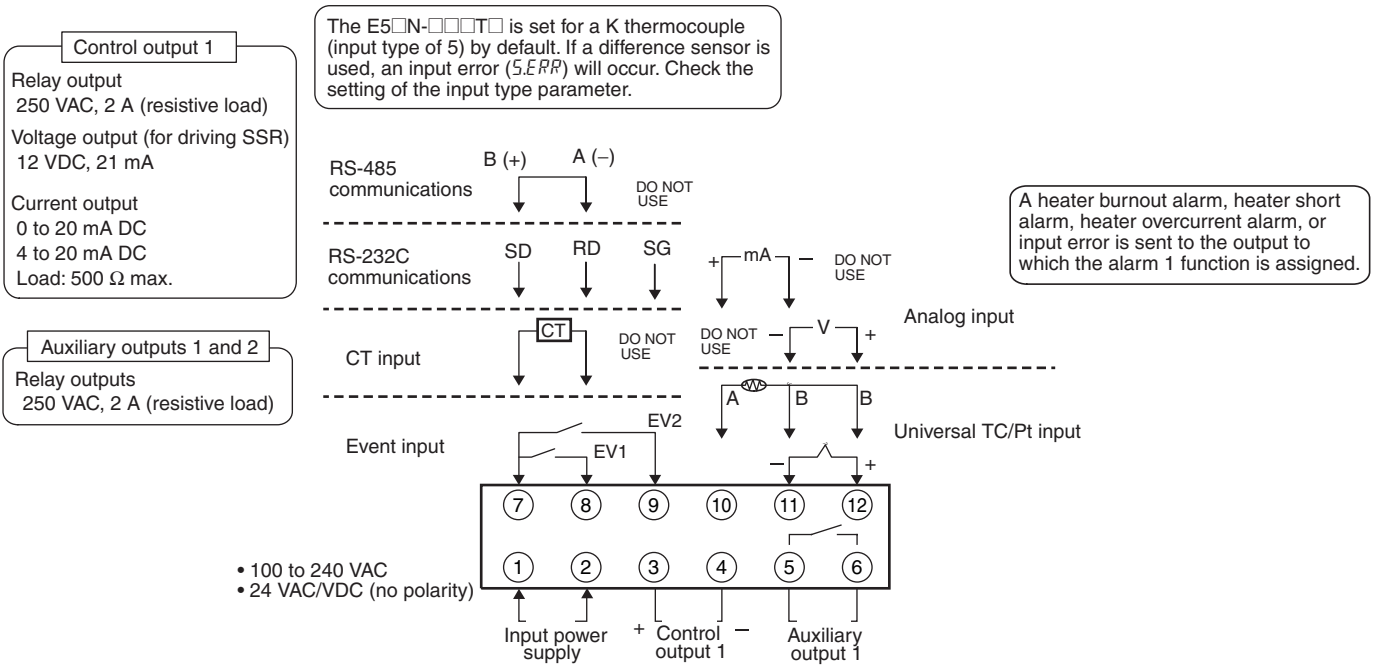 Control output 1
Relay output
250 VAC, 2 A (resistive load)
Voltage output (for driving SSR)
12 VDC, 21 mA
Current output
0 to 20 mA DC
4 to 20 mA DC
Load: 500 Ω max.
Auxiliary outputs 1 and 2
Relay outputs
250 VAC, 2 A (resistive load)
The E5□N-□□□T□ is set for a K thermocouple
(input type of 5) by default. If a difference sensor is
used, an input error (S.ERR) will occur. Check the
setting of the input type parameter.
A heater burnout alarm, heater short
alarm, heater overcurrent alarm, or
input error is sent to the output to
which the alarm 1 function is assigned.
RS-485
communications
B (+)
A (−)
DO NOT
USE
RS-232C
communications
SD
RD
SG
CT input
CT
DO NOT
USE
Event input
EV2
EV1
+
mA
−
DO NOT
USE
DO NOT
USE
−
V
+
Analog input
A
B
B
Universal TC/Pt input
−
+
7
8
9
10
11
12
1
2
3
4
5
6
• 100 to 240 VAC
• 24 VAC/VDC (no polarity)
Input power
supply
+
Control
output 1
−
Auxiliary
output 1